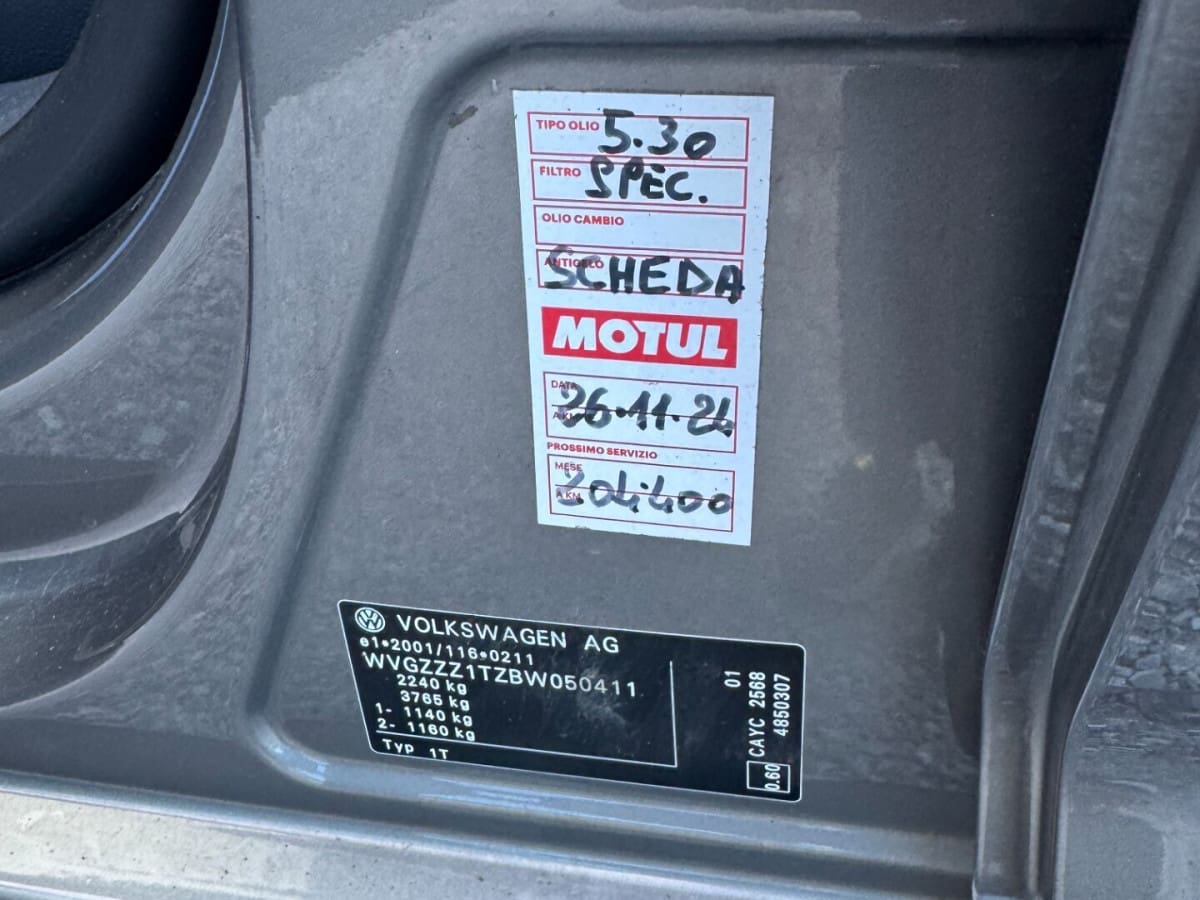 TIPO OLIO 5.30
FILTRO SPEC.
OLIO CAMBIO
ANTIGELO SCHEDA
MOTUL
DATA
A KM 26.11.24
PROSSIMO SERVIZIO
MESE
A KM 204.400
VOLKSWAGEN AG
e1*2001/116*0211
WVGZZZ1TZBW050411
2240 kg
3765 kg
1- 1140 kg
2- 1160 kg
Typ 1T
01
CAYC 2568
4850307
0.60